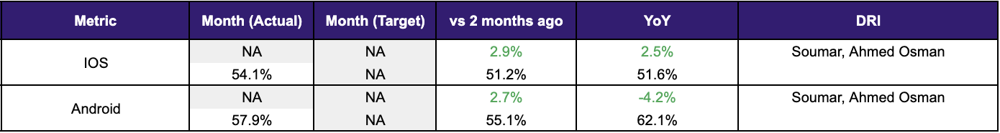 Metric Month (Actual) Month (Target) vs 2 months ago YoY DRI
IOS NA NA 2.9% 2.5% Soumar, Ahmed Osman
54.1% NA 51.2% 51.6%
Android NA NA 2.7% -4.2% Soumar, Ahmed Osman
57.9% NA 55.1% 62.1%